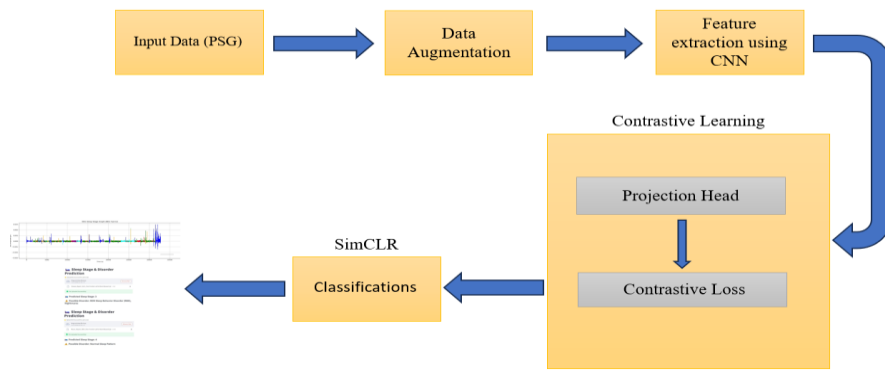 Input Data (PSG)
Data
Augmentation
Feature
extraction using
CNN
Contrastive Learning
Projection Head
Contrastive Loss
SimCLR
Classifications
Sleep Stage & Disorder
Prediction
Sleep Stage & Disorder
Prediction